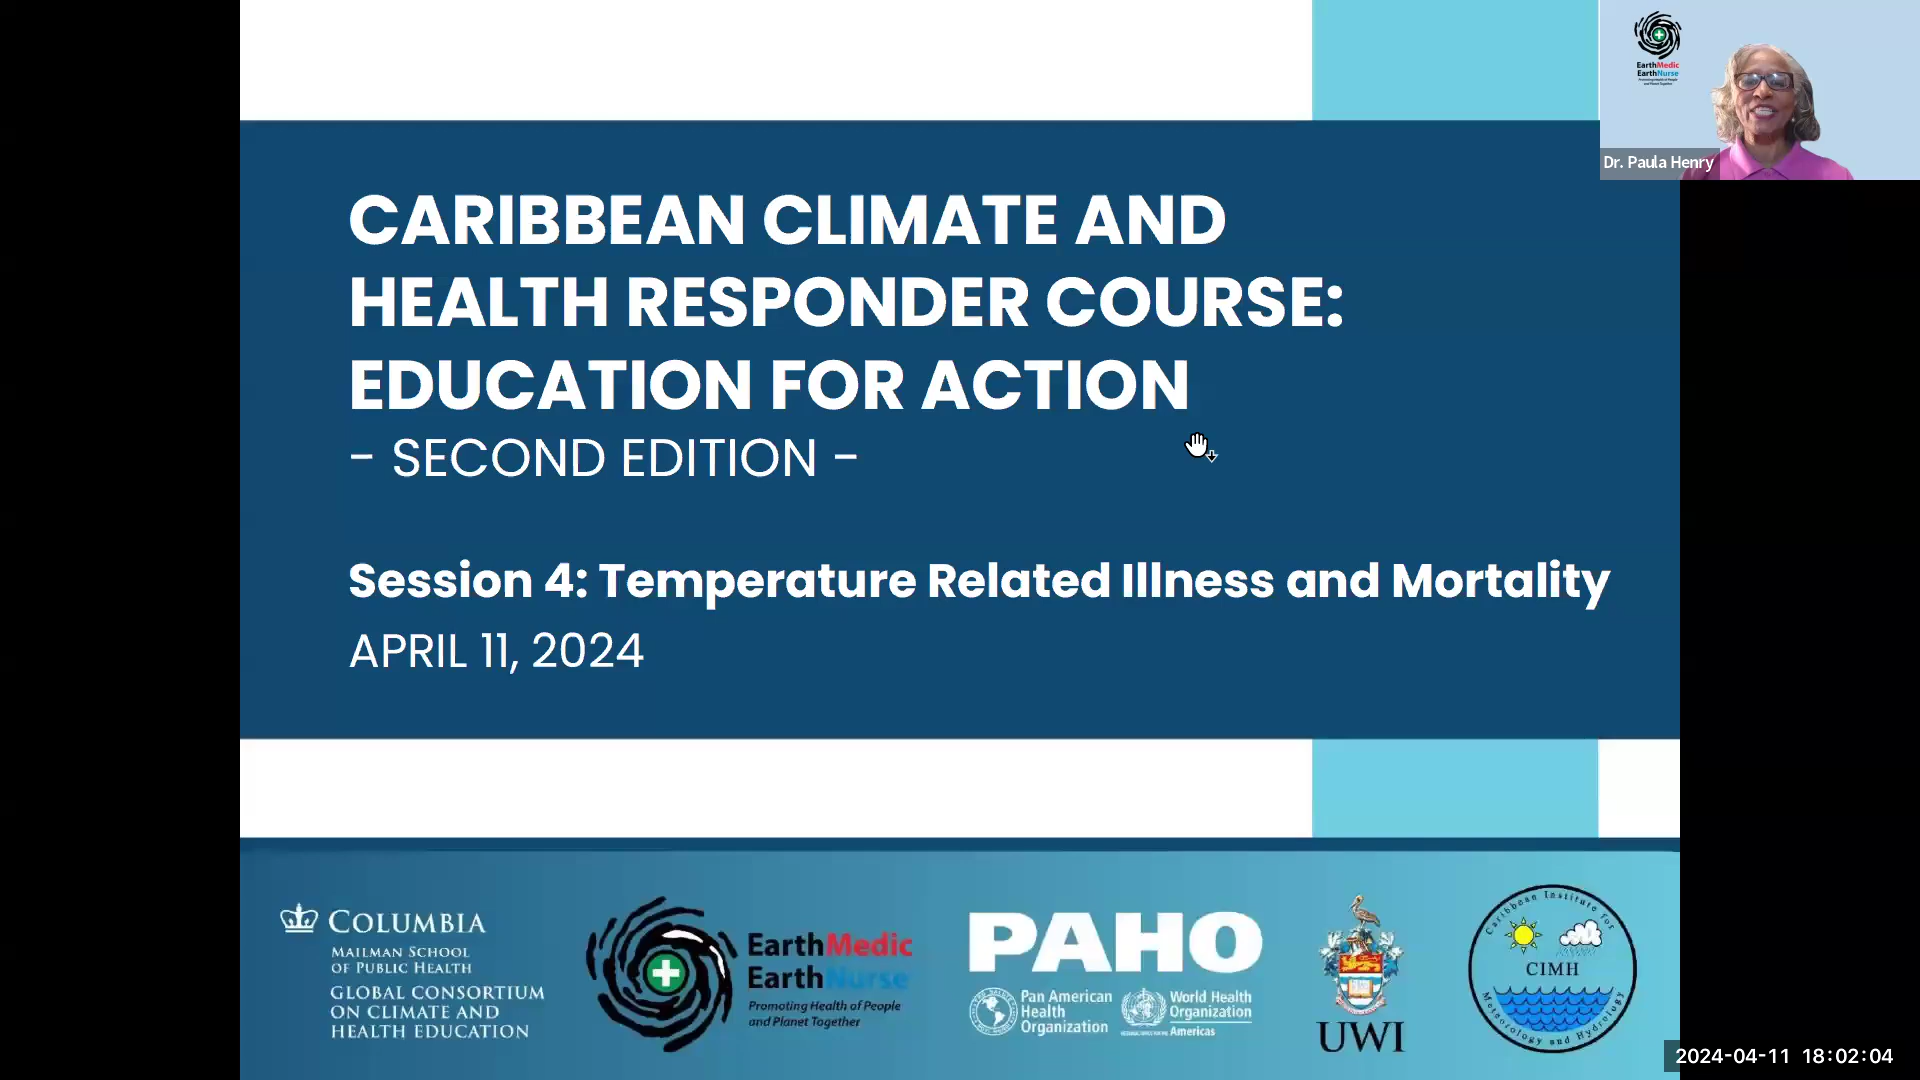 EarthMedic
EarthNurse
Dr. Paula Henry
CARIBBEAN CLIMATE AND
HEALTH RESPONDER COURSE:
EDUCATION FOR ACTION
- SECOND EDITION -
Session 4: Temperature Related Illness and Mortality
APRIL 11, 2024
COLUMBIA
MAILMAN SCHOOL
OF PUBLIC HEALTH
GLOBAL CONSORTIUM
ON CLIMATE AND
HEALTH EDUCATION
EarthMedic
EarthNurse
Promoting Health of People
and Planet Together
PAHO
Pan American
Health
Organization
World Health
Organization
Americas
UWI
Caribbean Institute for
CIMH
Meteorology and Hydrology
2024-04-11 18:02:04